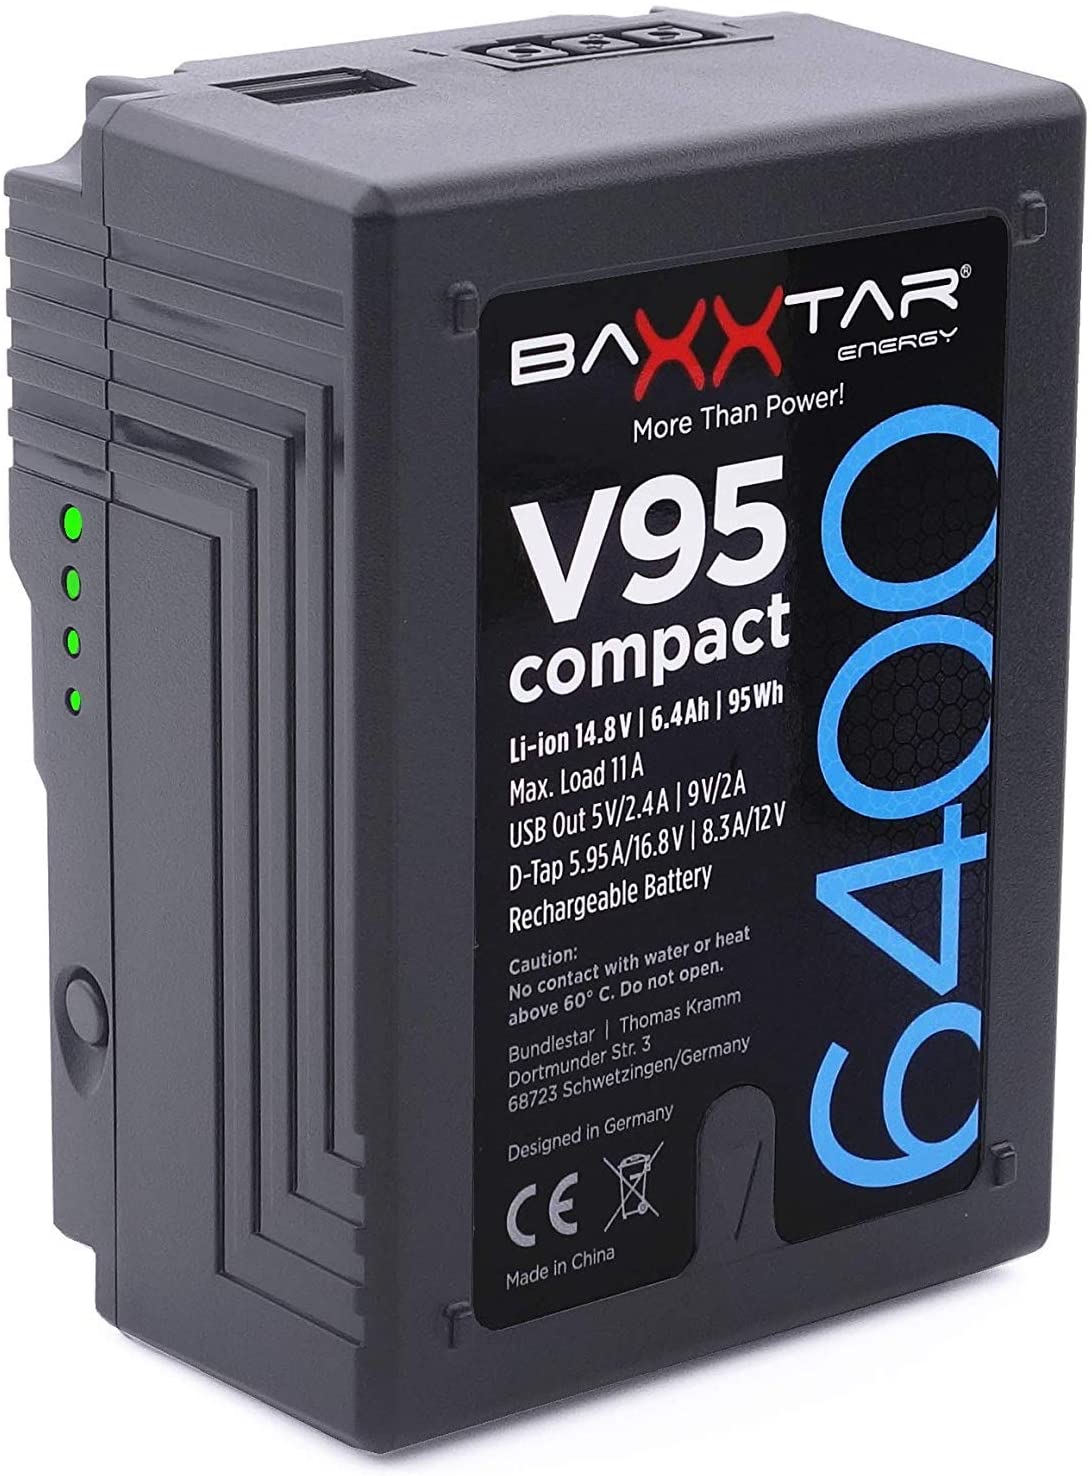 BAXXTAR®
ENERGY
More Than Power!
V95
compact
Li-ion 14.8V | 6.4Ah | 95Wh
Max. Load 11A
USB Out 5V/2.4A | 9V/2A
D-Tap 5.95A/16.8V | 8.3A/12V
Rechargeable Battery
Caution:
No contact with water or heat
above 60° C. Do not open.
Bundlestar | Thomas Kramm
Dortmunder Str. 3
68723 Schwetzingen/Germany
Designed in Germany
CE
Made in China
6400